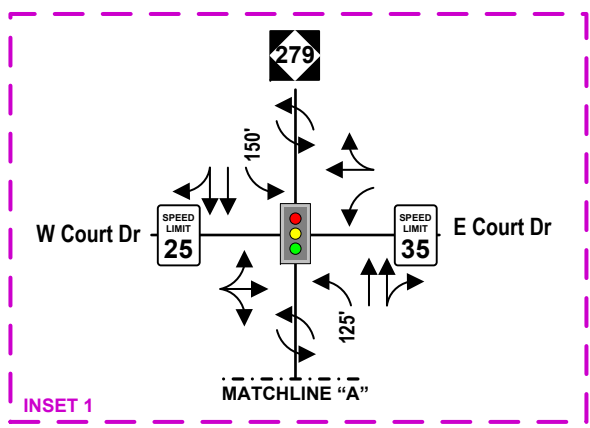 279
150'
W Court Dr
SPEED
LIMIT
25
SPEED
LIMIT
35
E Court Dr
125'
MATCHLINE “A”
INSET 1